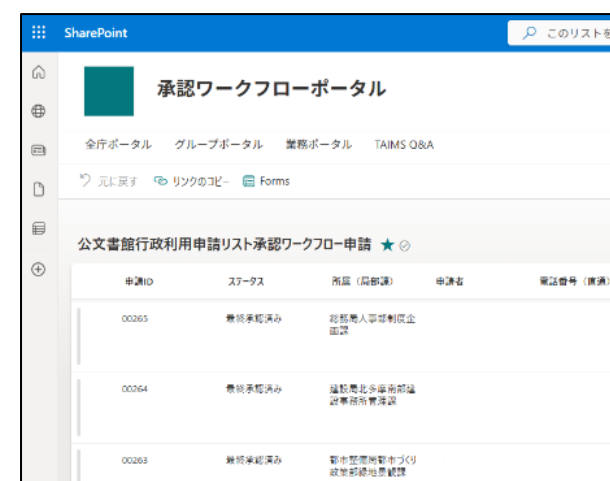 SharePoint
このリストを
承認ワークフローポータル
全庁ポータル グループポータル 業務ポータル TAIMS Q&A
元に戻す リンクのコピー Forms
公文書館行政利用申請リスト承認ワークフロー申請
申請ID ステータス 所属（局部課） 申請者 電話番号（直通）
00265 最終承認済み 総務局人事部制度企
画課
00264 最終承認済み 建設局北多摩南部建
設事務所管理課
00263 最終承認済み 都市整備局都市づくり
政策部緑地景観課